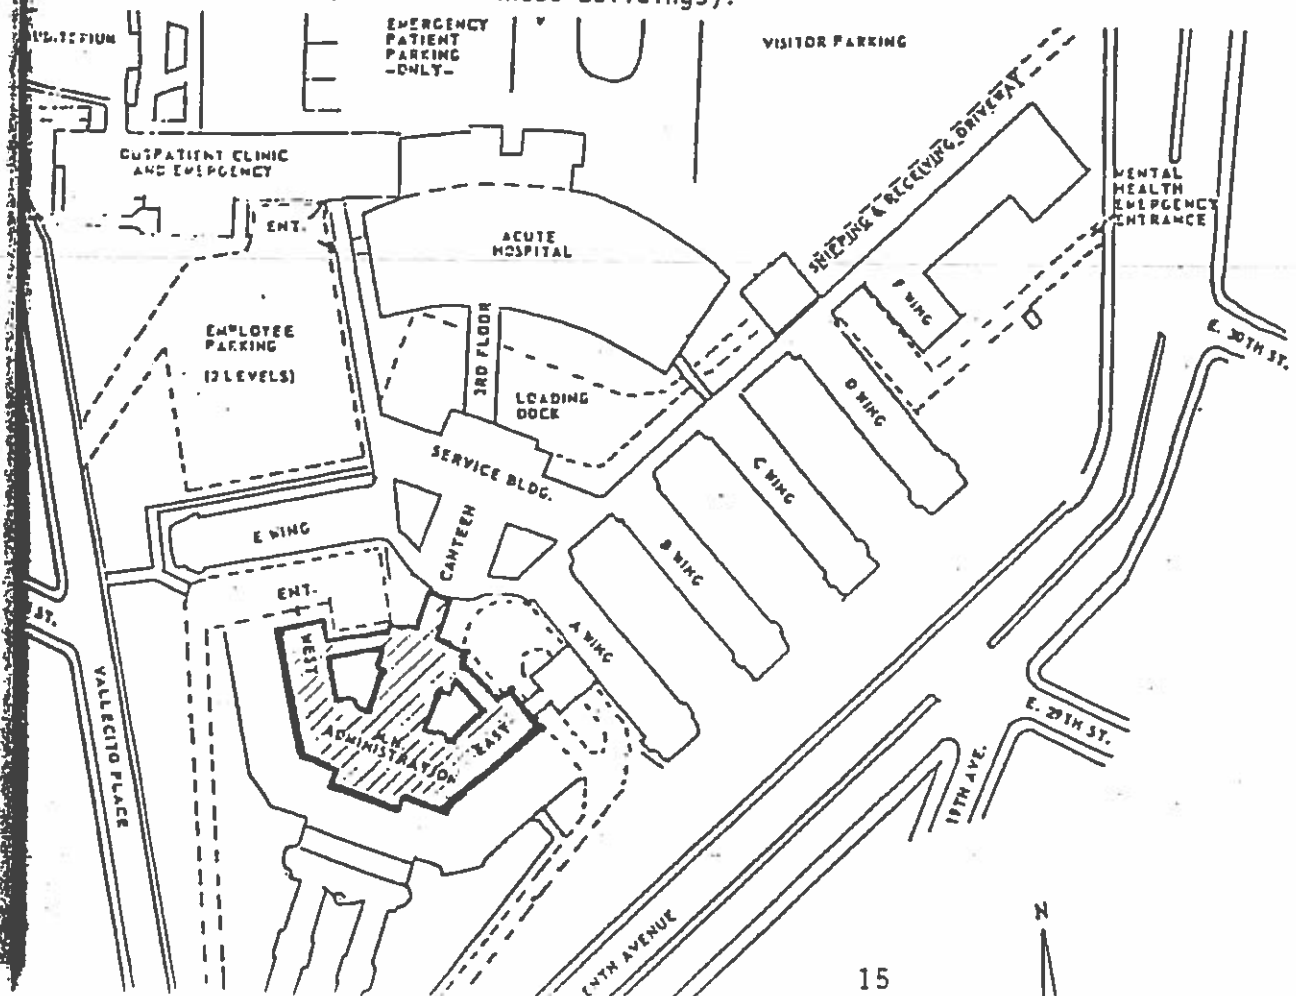 EMERGENCY
PATIENT
PARKING
-ONLY-
VISITOR PARKING
OUTPATIENT CLINIC
AND EMERGENCY
ENT.
ACUTE
HOSPITAL
SHIPPING & RECEIVING DRIVEWAY
MENTAL
HEALTH
EMERGENCY
ENTRANCE
F WING
E. 30TH ST.
EMPLOYEE
PARKING
(2 LEVELS)
3RD FLOOR
LOADING
DOCK
D WING
SERVICE BLDG.
C WING
E WING
CANTEEN
B WING
ENT.
A WING
ST.
WEST
VALLECITO PLACE
ADMINISTRATION
EAST
E. 29TH ST.
19TH AVE.
ENTH AVENUE
N
15